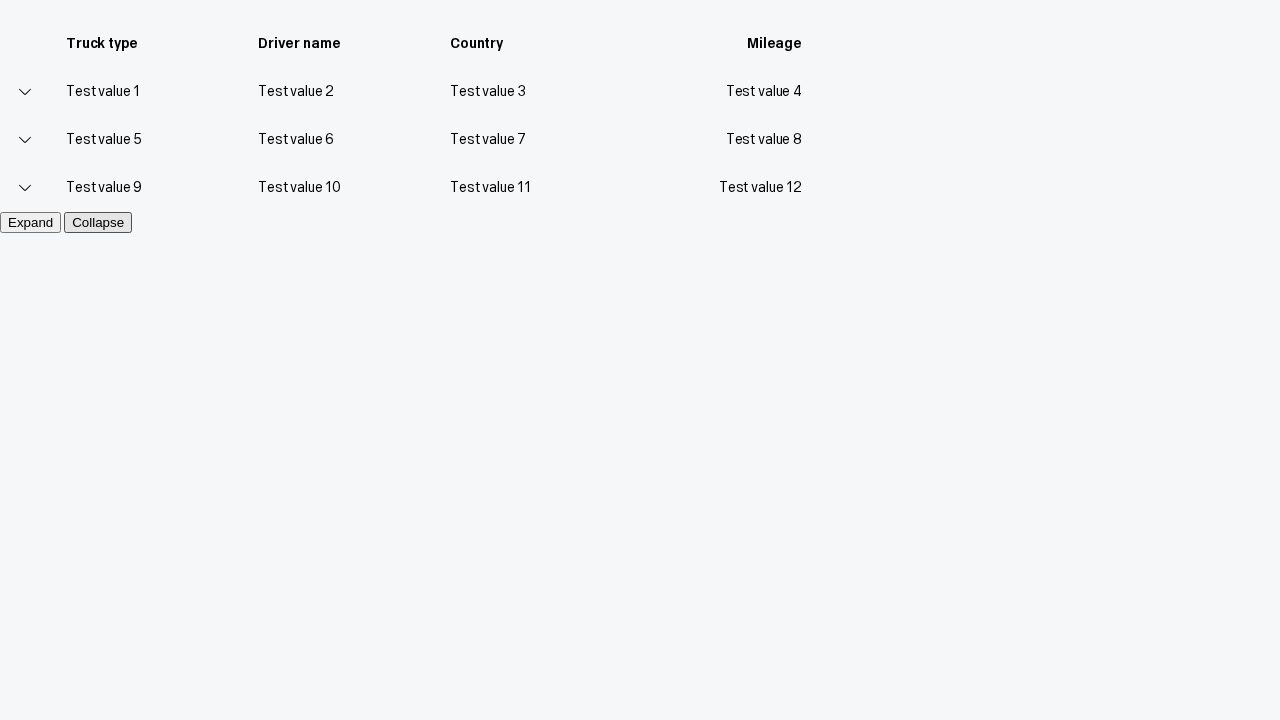 Truck type Driver name Country Mileage
Test value 1 Test value 2 Test value 3 Test value 4
Test value 5 Test value 6 Test value 7 Test value 8
Test value 9 Test value 10 Test value 11 Test value 12
Expand Collapse